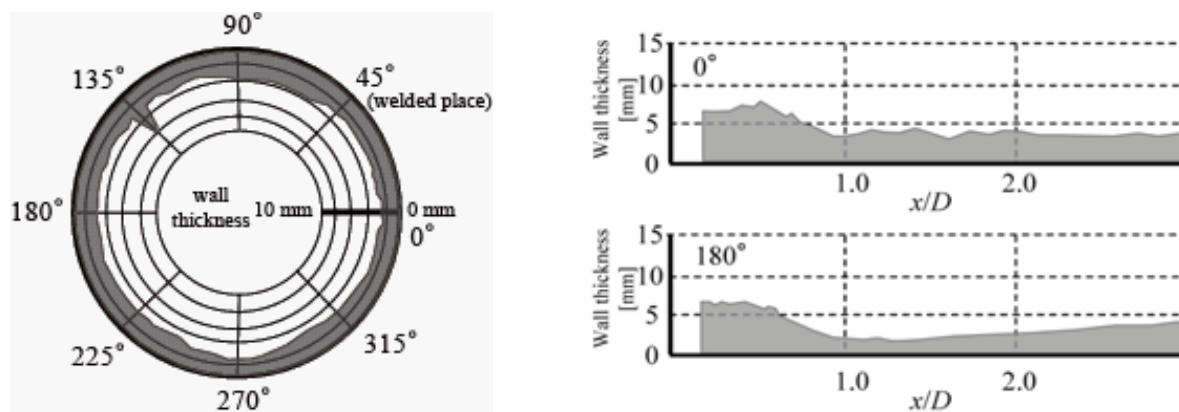 90°
135°
45°
(welded place)
180°
wall
thickness
10 mm
0 mm
0°
225°
315°
270°
Wall thickness
[mm]
15
10
5
0
0°
1.0
2.0
x/D
Wall thickness
[mm]
15
10
5
0
180°
1.0
2.0
x/D